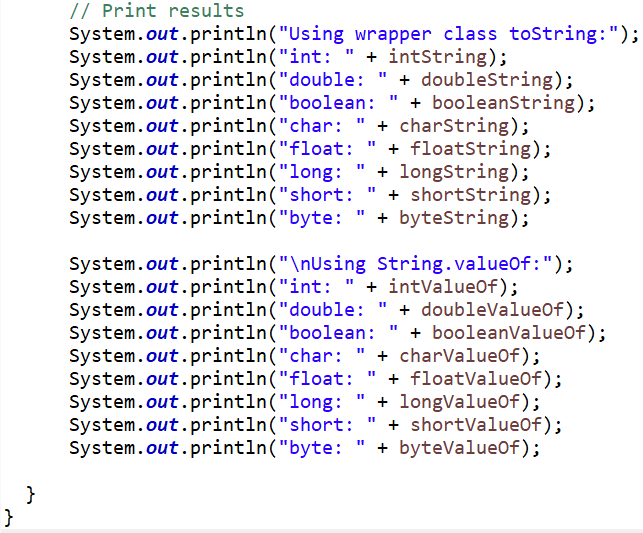 // Print results
System.out.println("Using wrapper class toString:");
System.out.println("int: " + intString);
System.out.println("double: " + doubleString);
System.out.println("boolean: " + booleanString);
System.out.println("char: " + charString);
System.out.println("float: " + floatString);
System.out.println("long: " + longString);
System.out.println("short: " + shortString);
System.out.println("byte: " + byteString);

System.out.println("\nUsing String.valueOf:");
System.out.println("int: " + intValueOf);
System.out.println("double: " + doubleValueOf);
System.out.println("boolean: " + booleanValueOf);
System.out.println("char: " + charValueOf);
System.out.println("float: " + floatValueOf);
System.out.println("long: " + longValueOf);
System.out.println("short: " + shortValueOf);
System.out.println("byte: " + byteValueOf);

}
}